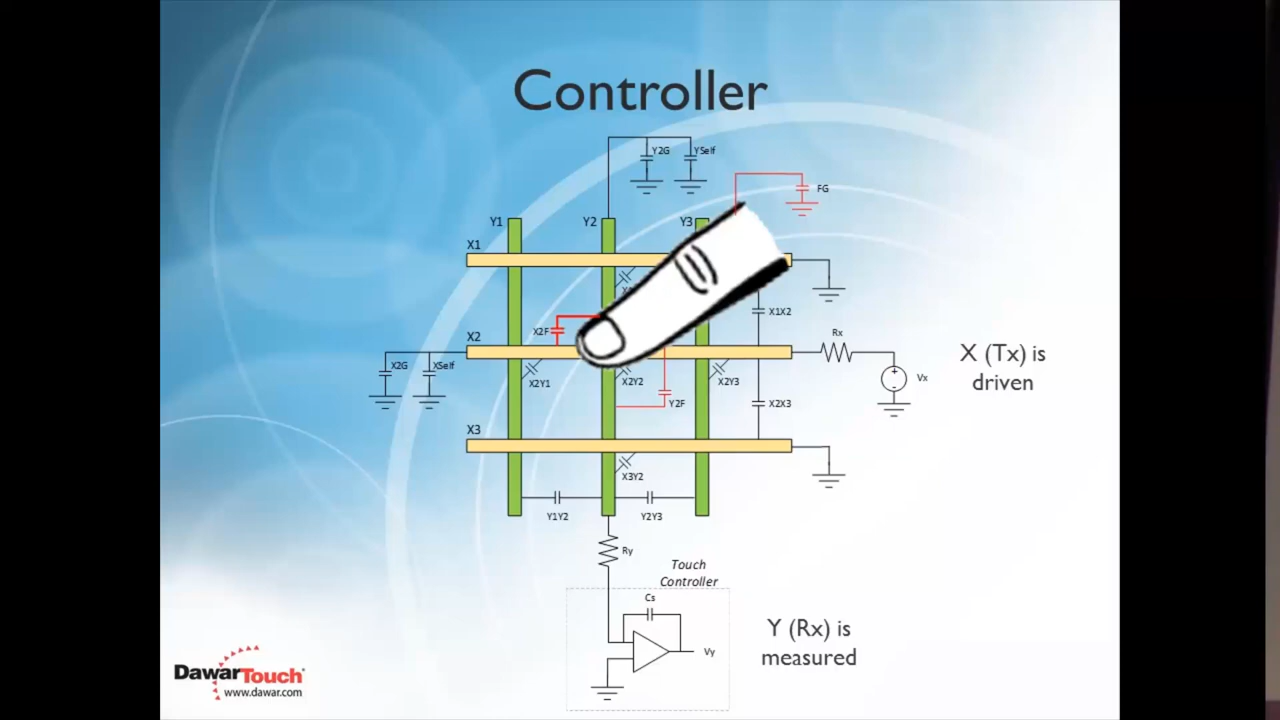 Controller
Y2G
YSelf
FG
Y1
Y2
Y3
X1
X1X2
X2F
X2
Rx
X (Tx) is
driven
X2G
XSelf
X2Y1
X2Y2
X2Y3
Vx
Y2F
X2X3
X3
X3Y2
Y1Y2
Y2Y3
Ry
Touch
Controller
Cs
Vy
Y (Rx) is
measured
DawarTouch
www.dawar.com